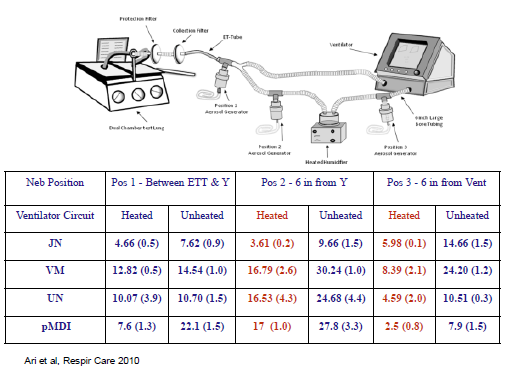 Protection Filter
Collection Filter
ET-Tube
Ventilator
Position 1
Aerosol Generator
Dual Chamber Test Lung
Position 2
Aerosol Generator
Heated Humidifier
Position 3
Aerosol Generator
6 Inch Large
Bore Tubing
Neb Position Pos 1 - Between ETT & Y Pos 2 - 6 in from Y Pos 3 - 6 in from Vent
Ventilator Circuit Heated Unheated Heated Unheated Heated Unheated
JN 4.66 (0.5) 7.62 (0.9) 3.61 (0.2) 9.66 (1.5) 5.98 (0.1) 14.66 (1.5)
VM 12.82 (0.5) 14.54 (1.0) 16.79 (2.6) 30.24 (1.0) 8.39 (2.1) 24.20 (1.2)
UN 10.07 (3.9) 10.70 (1.5) 16.53 (4.3) 24.68 (4.4) 4.59 (2.0) 10.51 (0.3)
pMDI 7.6 (1.3) 22.1 (1.5) 17 (1.0) 27.8 (3.3) 2.5 (0.8) 7.9 (1.5)
Ari et al, Respir Care 2010